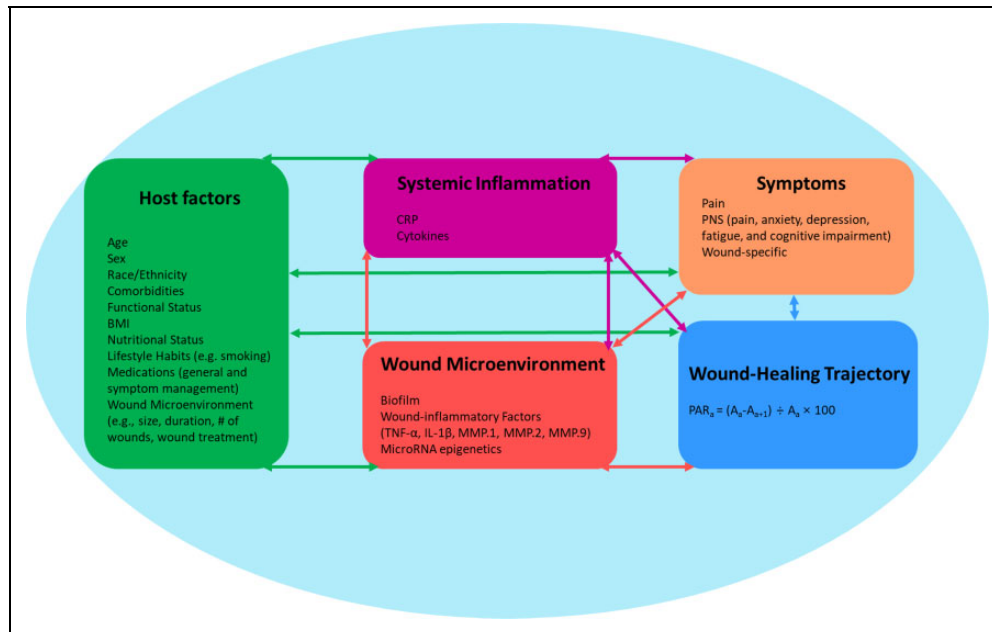 Host factors
Age
Sex
Race/Ethnicity
Comorbidities
Functional Status
BMI
Nutritional Status
Lifestyle Habits (e.g. smoking)
Medications (general and
symptom management)
Wound Microenvironment
(e.g., size, duration, # of
wounds, wound treatment)
Systemic Inflammation
CRP
Cytokines
Wound Microenvironment
Biofilm
Wound-inflammatory Factors
(TNF-α, IL-1β, MMP.1, MMP.2, MMP.9)
MicroRNA epigenetics
Symptoms
Pain
PNS (pain, anxiety, depression,
fatigue, and cognitive impairment)
Wound-specific
Wound-Healing Trajectory
PARₐ = (Aₐ-Aₐ₊₁) ÷ Aₐ × 100